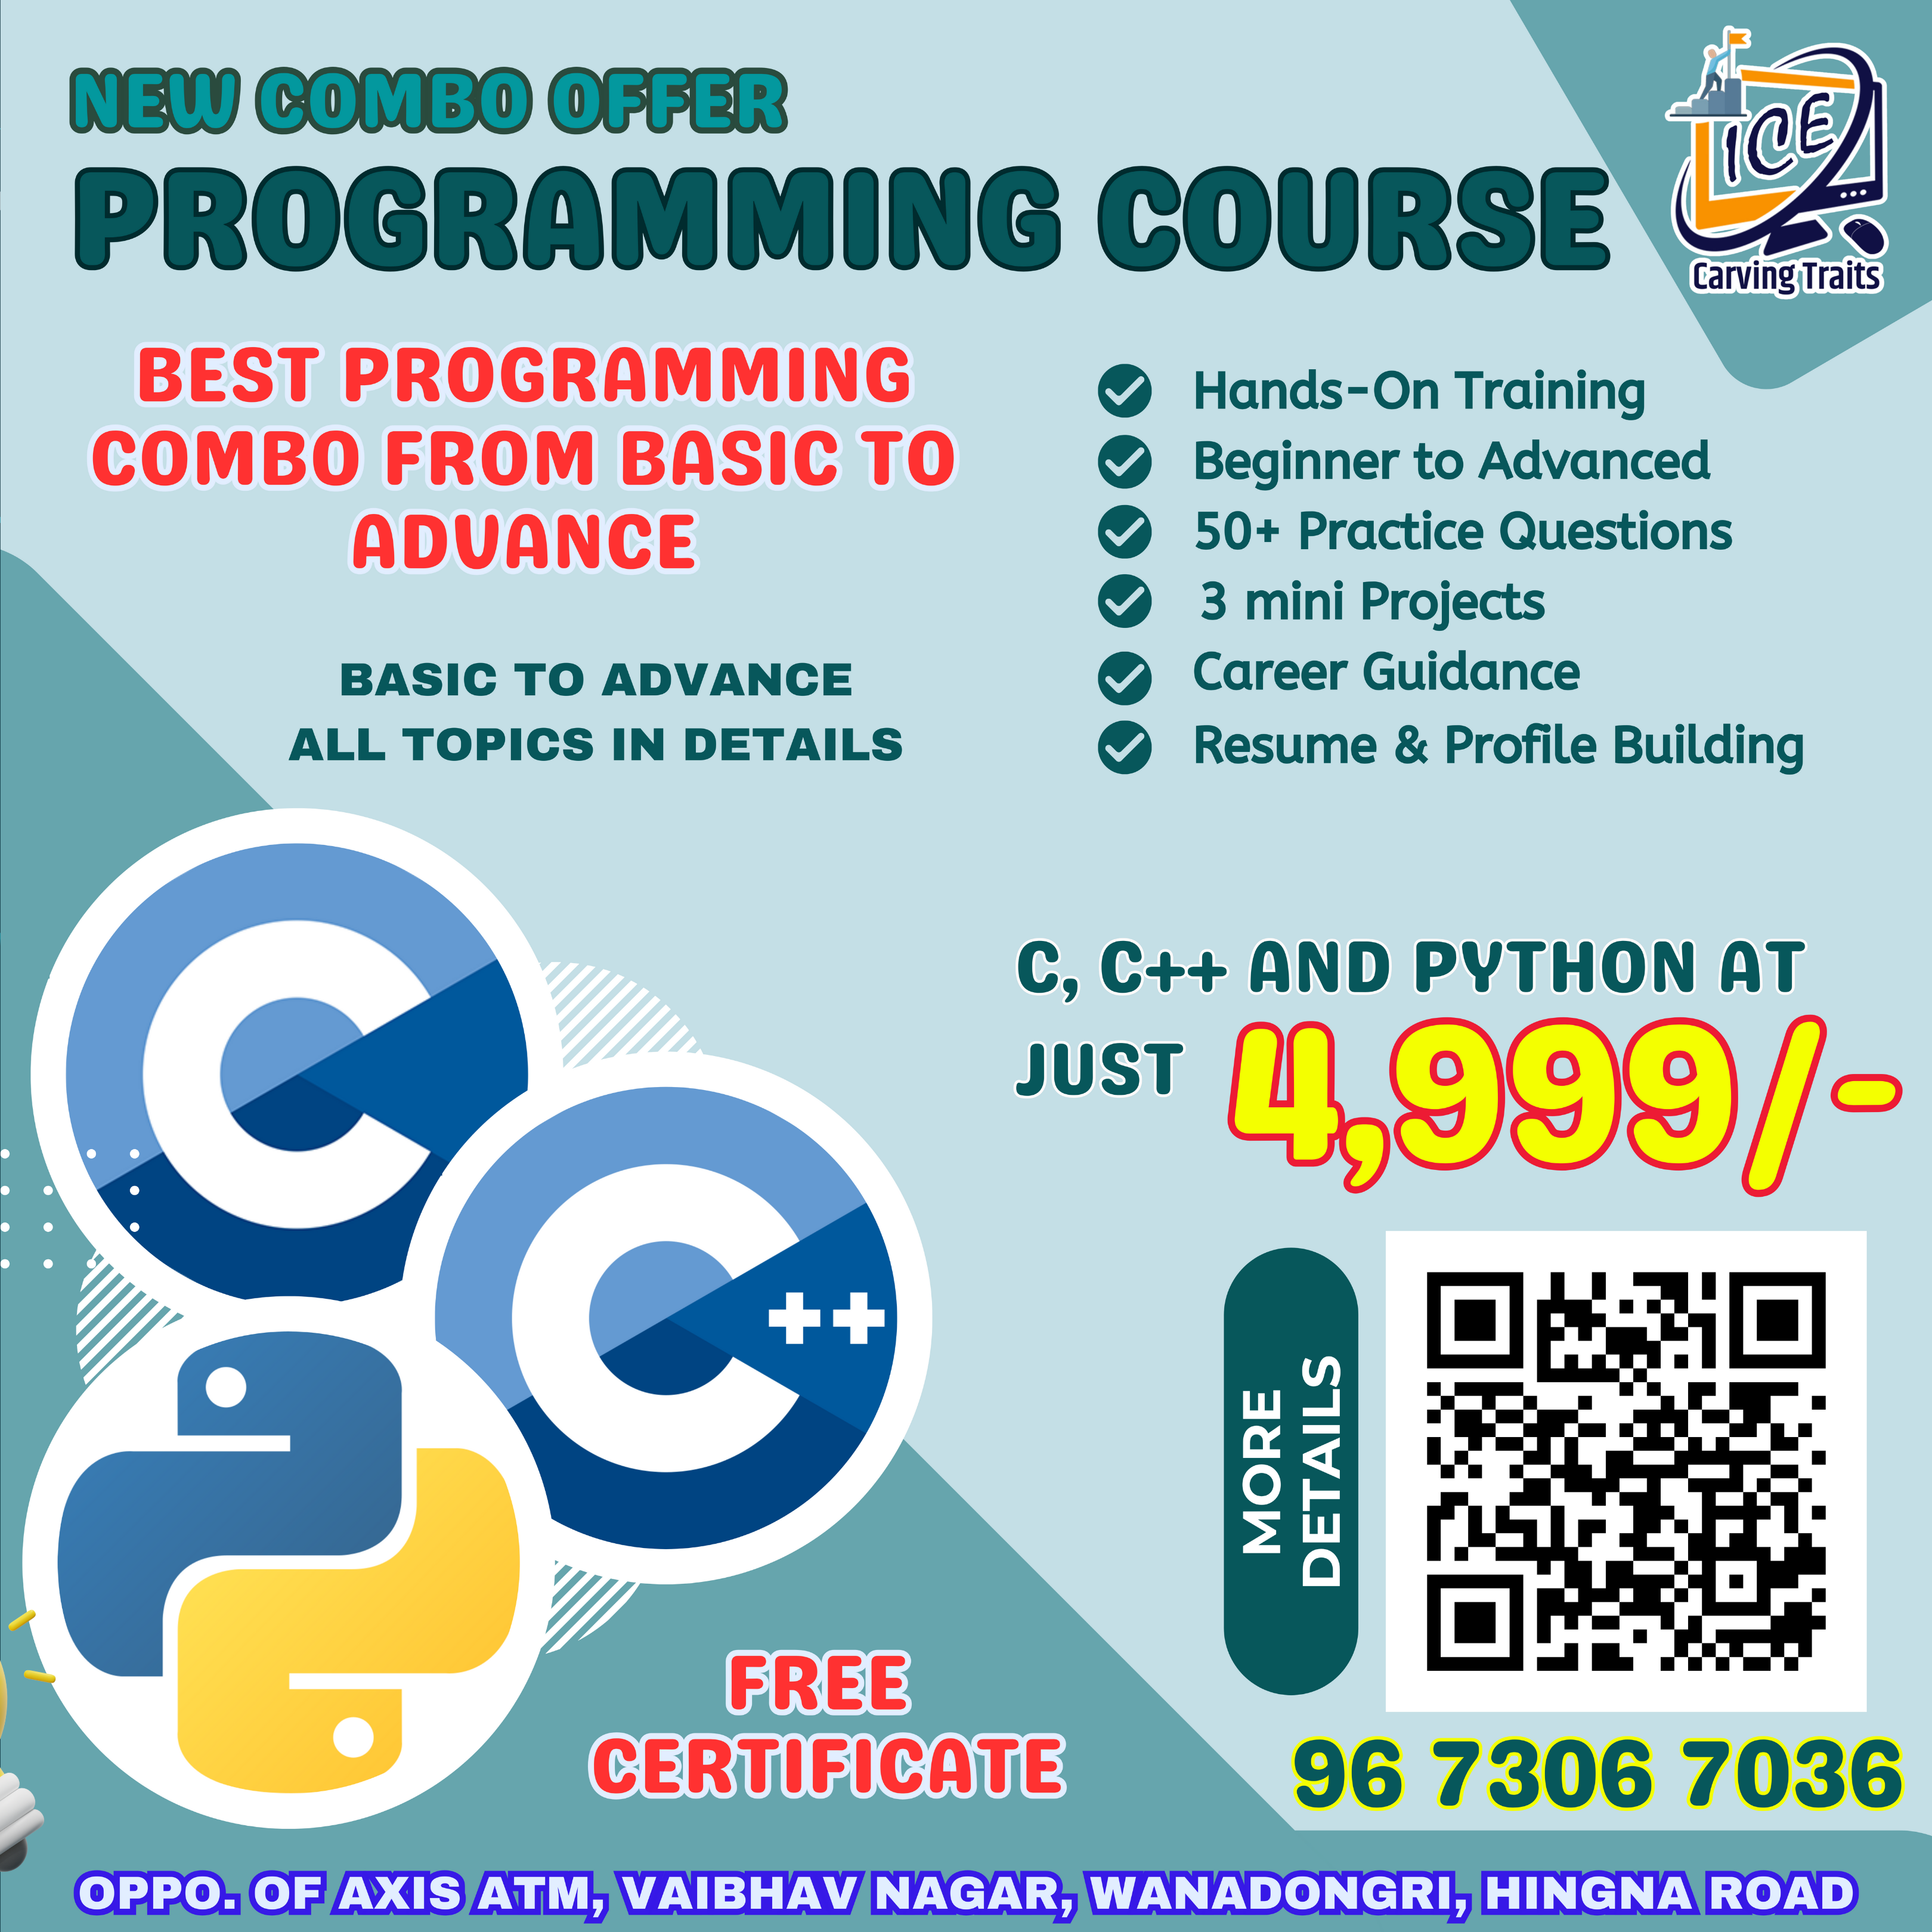 NEW COMBO OFFER
PROGRAMMING COURSE
ICE
Carving Traits
BEST PROGRAMMING
COMBO FROM BASIC TO
ADVANCE
BASIC TO ADVANCE
ALL TOPICS IN DETAILS
Hands-On Training
Beginner to Advanced
50+ Practice Questions
3 mini Projects
Career Guidance
Resume & Profile Building
C
C++
C, C++ AND PYTHON AT
JUST 4,999/-
MORE
DETAILS
FREE
CERTIFICATE
96 7306 7036
OPPO. OF AXIS ATM, VAIBHAV NAGAR, WANADONGRI, HINGNA ROAD